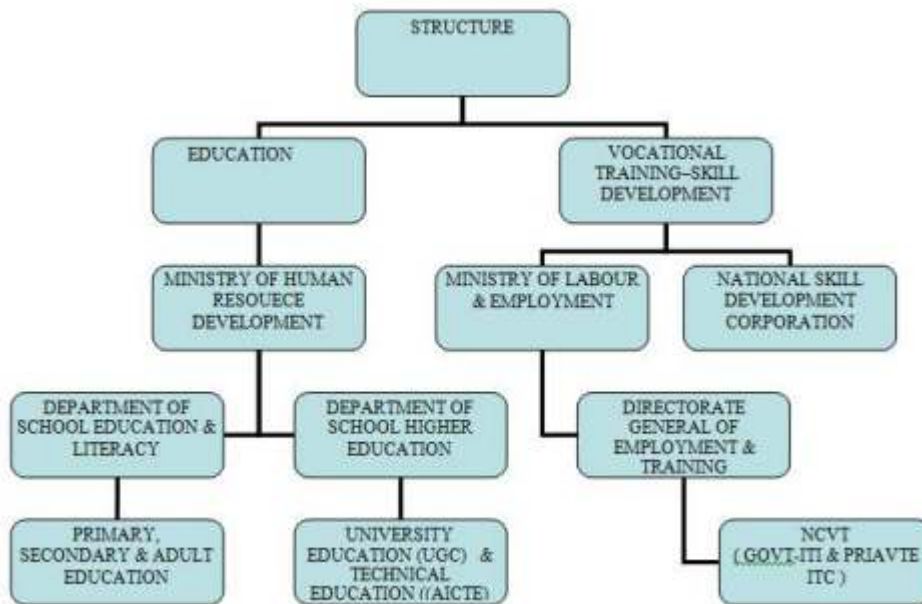 STRUCTURE
EDUCATION
VOCATIONAL
TRAINING–SKILL
DEVELOPMENT
MINISTRY OF HUMAN
RESOUECE
DEVELOPMENT
MINISTRY OF LABOUR
& EMPLOYMENT
NATIONAL SKILL
DEVELOPMENT
CORPORATION
DEPARTMENT OF
SCHOOL EDUCATION &
LITERACY
DEPARTMENT OF
SCHOOL HIGHER
EDUCATION
DIRECTORATE
GENERAL OF
EMPLOYMENT &
TRAINING
PRIMARY,
SECONDARY & ADULT
EDUCATION
UNIVERSITY
EDUCATION (UGC) &
TECHNICAL
EDUCATION ((AICTE)
NCVT
( GOVT-ITI & PRIAVTE
ITC )